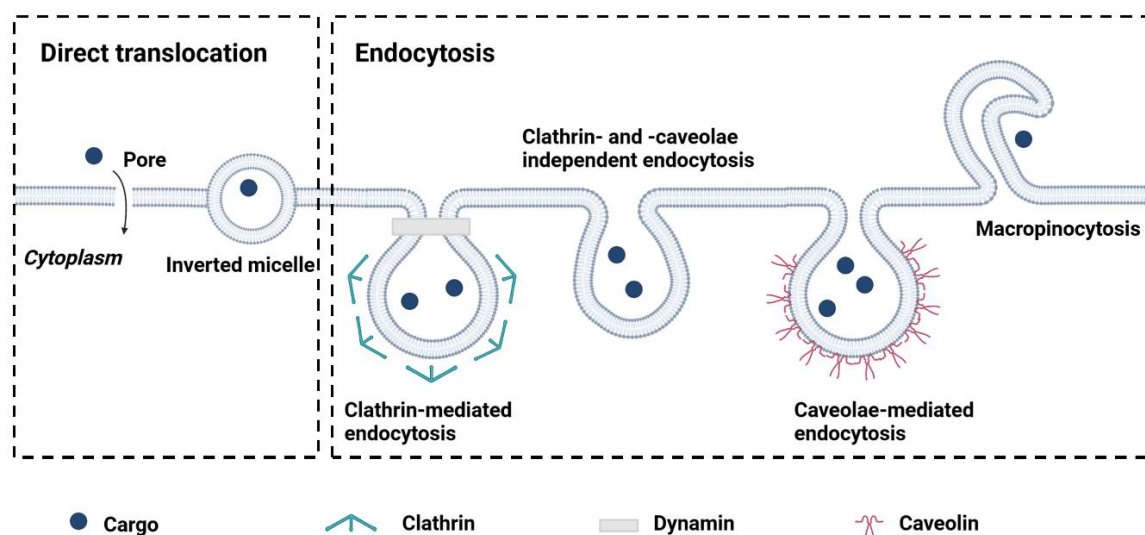 Direct translocation
Endocytosis
Pore
Cytoplasm
Inverted micelle
Clathrin- and -caveolae
independent endocytosis
Macropinocytosis
Clathrin-mediated
endocytosis
Caveolae-mediated
endocytosis
Cargo
Clathrin
Dynamin
Caveolin